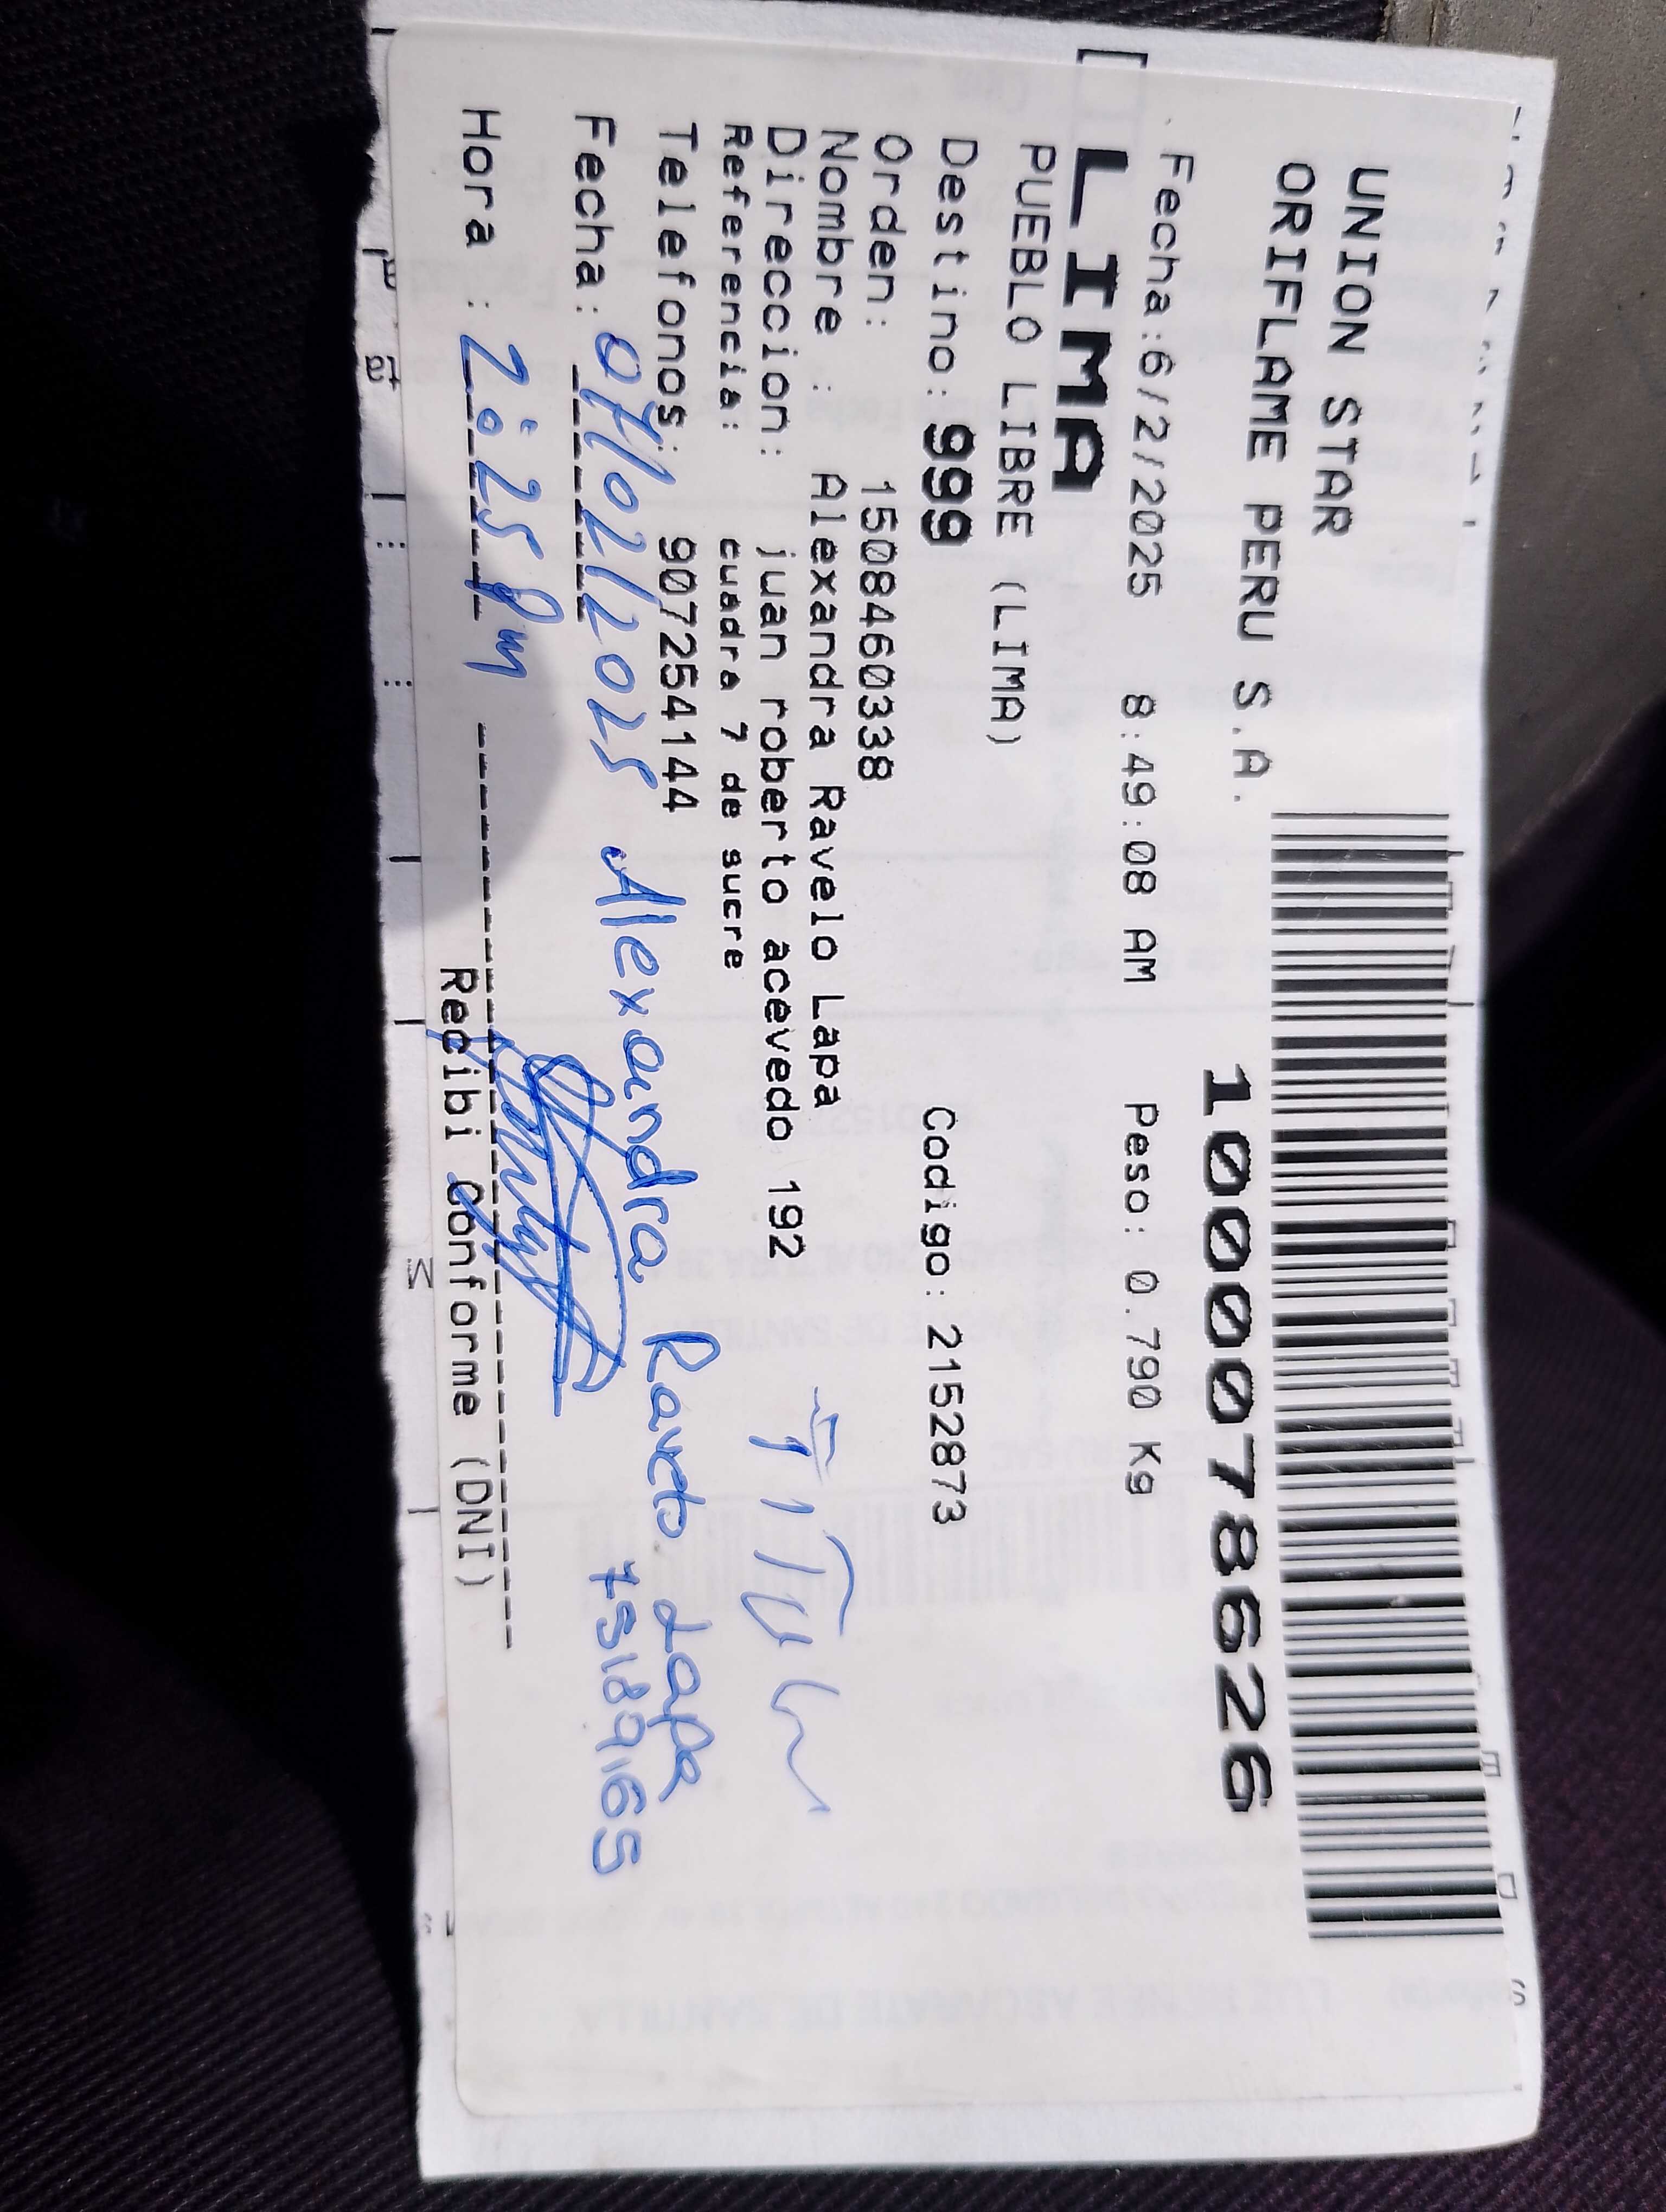 UNION STAR
ORIFLAME PERU S.A.
1000078626
Fecha:6/2/2025 8:49:08 AM Peso: 0.790 Kg
LIMA
PUEBLO LIBRE (LIMA)
Destino: 999 Codigo: 2152873
Orden: 1508460338
Nombre : Alexandra Ravelo Lapa
Direccion: juan roberto acevedo 192
Referencia: cuadra 7 de sucre
Telefonos: 907254144
Fecha: 07/02/2025 Alexandra Ravelo Lapa
75189165
Hora : 2:25 pm
Recibi Conforme (DNI)